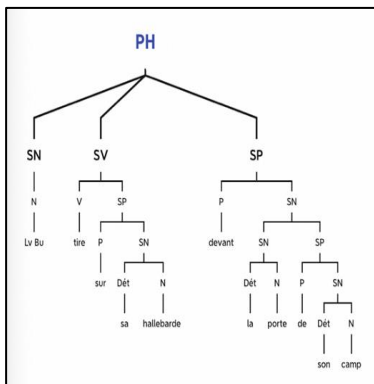 PH
SN SV SP
N V SP P SN
Lv Bu tire P SN devant SN SP
sur Dét N Dét N P SN
sa hallebarde la porte de Dét N
son camp